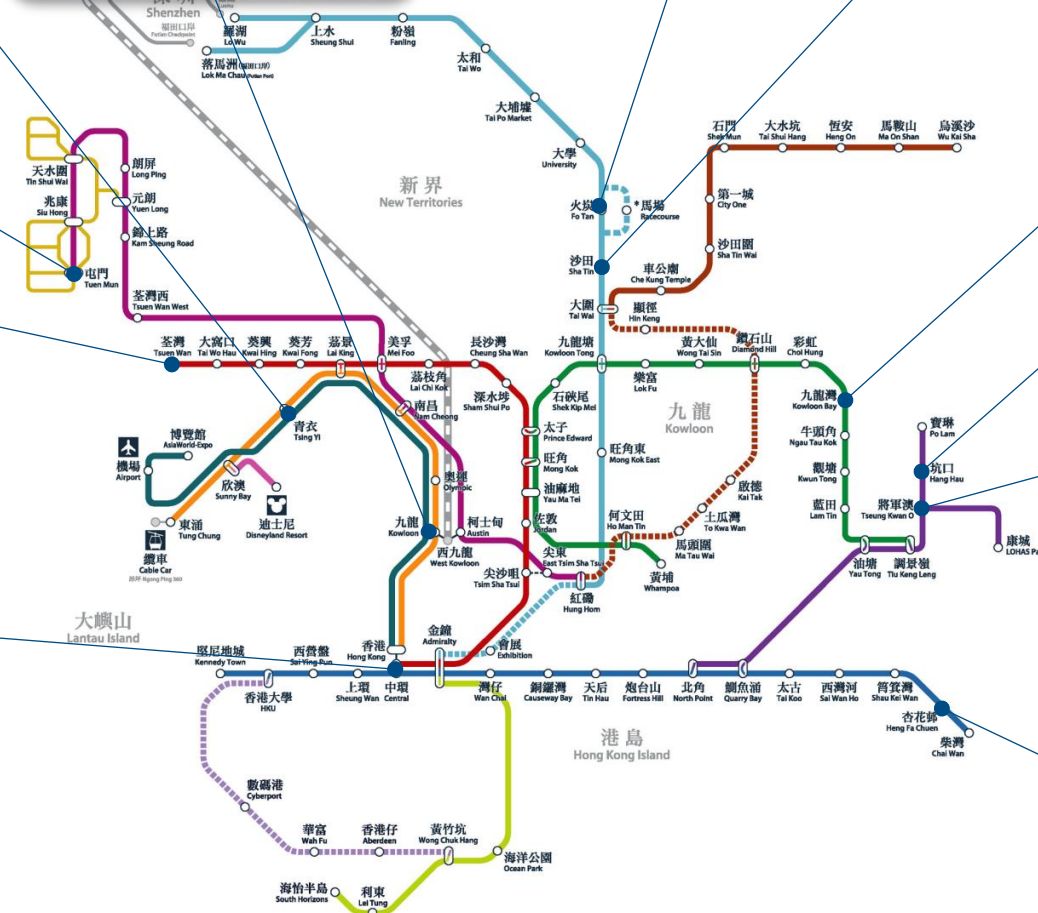 Shenzhen
福田口岸
Futian Checkpoint
羅湖
Lo Wu
上水
Sheung Shui
粉嶺
Fanling
落馬洲(福田口岸)
Lok Ma Chau (Futian Port)
太和
Tai Wo
大埔墟
Tai Po Market
大學
University
石門
Shek Mun
大水坑
Tai Shui Hang
恆安
Heng On
馬鞍山
Ma On Shan
烏溪沙
Wu Kai Sha
天水圍
Tin Shui Wai
朗屏
Long Ping
兆康
Siu Hong
元朗
Yuen Long
新界
New Territories
火炭
Fo Tan
*馬場
Racecourse
第一城
City One
錦上路
Kam Sheung Road
屯門
Tuen Mun
沙田
Sha Tin
沙田圍
Sha Tin Wai
車公廟
Che Kung Temple
荃灣西
Tsuen Wan West
大圍
Tai Wai
顯徑
Hin Keng
荃灣
Tsuen Wan
大窩口
Tai Wo Hau
葵興
Kwai Hing
葵芳
Kwai Fong
茘景
Lai King
美孚
Mei Foo
長沙灣
Cheung Sha Wan
九龍塘
Kowloon Tong
黃大仙
Wong Tai Sin
鑽石山
Diamond Hill
彩虹
Choi Hung
茘枝角
Lai Chi Kok
樂富
Lok Fu
深水埗
Sham Shui Po
石硤尾
Shek Kip Mei
九龍
Kowloon
九龍灣
Kowloon Bay
南昌
Nam Cheong
青衣
Tsing Yi
太子
Prince Edward
牛頭角
Ngau Tau Kok
寶琳
Po Lam
博覽館
AsiaWorld-Expo
機場
Airport
旺角
Mong Kok
旺角東
Mong Kok East
觀塘
Kwun Tong
坑口
Hang Hau
欣澳
Sunny Bay
奧運
Olympic
油麻地
Yau Ma Tei
啟德
Kai Tak
迪士尼
Disneyland Resort
藍田
Lam Tin
將軍澳
Tseung Kwan O
東涌
Tung Chung
九龍
Kowloon
柯士甸
Austin
佐敦
Jordan
何文田
Ho Man Tin
土瓜灣
To Kwa Wan
馬頭圍
Ma Tau Wai
西九龍
West Kowloon
尖東
East Tsim Sha Tsui
康城
LOHAS Pa
纜車
Cable Car
昂坪 Ngong Ping 360
尖沙咀
Tsim Sha Tsui
黃埔
Whampoa
油塘
Yau Tong
調景嶺
Tiu Keng Leng
紅磡
Hung Hom
大嶼山
Lantau Island
金鐘
Admiralty
會展
Exhibition
香港
Hong Kong
堅尼地城
Kennedy Town
西營盤
Sai Ying Pun
香港大學
HKU
上環
Sheung Wan
中環
Central
灣仔
Wan Chai
銅鑼灣
Causeway Bay
天后
Tin Hau
炮台山
Fortress Hill
北角
North Point
鰂魚涌
Quarry Bay
太古
Tai Koo
西灣河
Sai Wan Ho
筲箕灣
Shau Kei Wan
杏花邨
Heng Fa Chuen
柴灣
Chai Wan
港島
Hong Kong Island
數碼港
Cyberport
華富
Wah Fu
香港仔
Aberdeen
黃竹坑
Wong Chuk Hang
海洋公園
Ocean Park
海怡半島
South Horizons
利東
Lei Tung